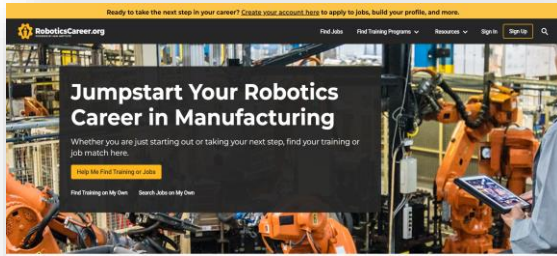 Ready to take the next step in your career? Create your account here to apply to jobs, build your profile, and more.
RoboticsCareer.org
Find Jobs Find Training Programs Resources Sign In Sign Up
Jumpstart Your Robotics
Career in Manufacturing
Whether you are just starting out or taking your next step, find your training or
job match here.
Help Me Find Training or Jobs
Find Training on My Own Search Jobs on My Own